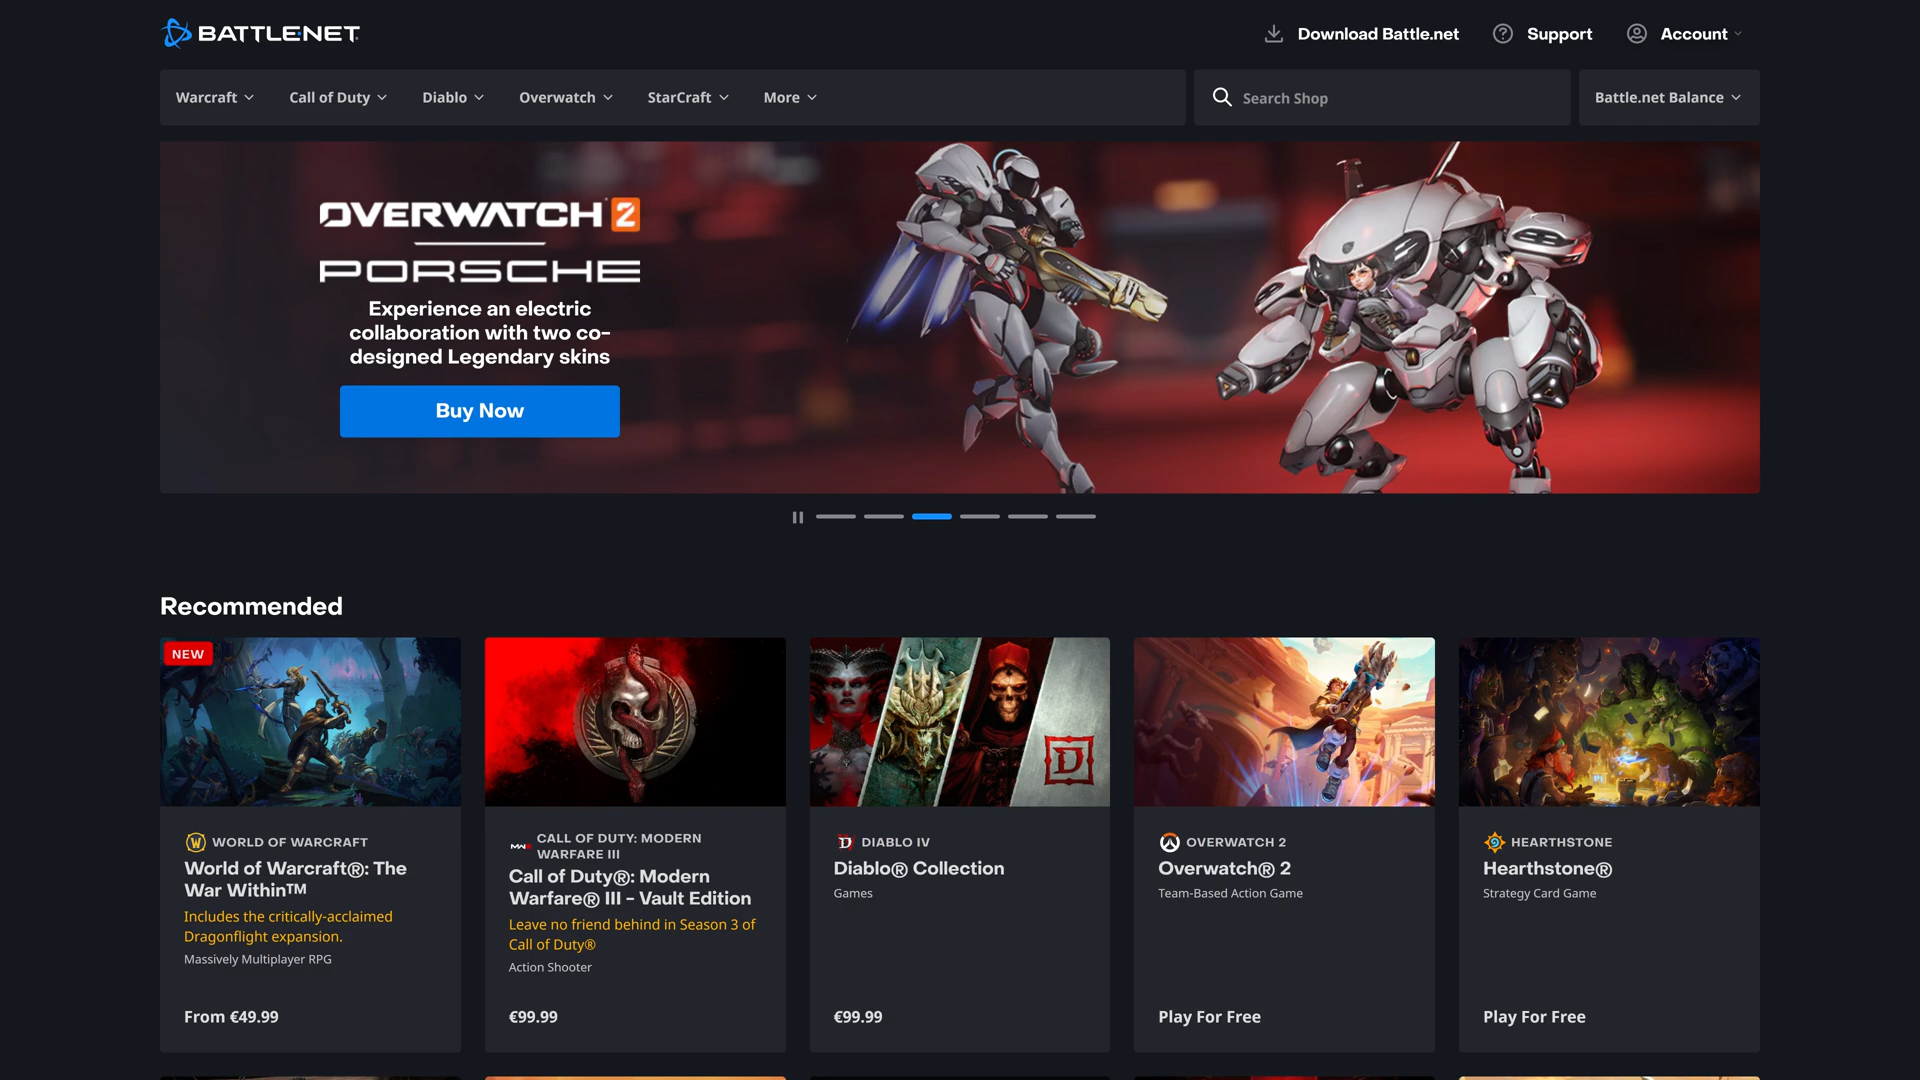 BATTLE.NET
Download Battle.net
Support
Account
Warcraft
Call of Duty
Diablo
Overwatch
StarCraft
More
Search Shop
Battle.net Balance
OVERWATCH 2
PORSCHE
Experience an electric
collaboration with two co-
designed Legendary skins
Buy Now
Recommended
NEW
WORLD OF WARCRAFT
World of Warcraft®: The
War Within™
Includes the critically-acclaimed
Dragonflight expansion.
Massively Multiplayer RPG
From €49.99
CALL OF DUTY: MODERN
WARFARE III
Call of Duty®: Modern
Warfare® III - Vault Edition
Leave no friend behind in Season 3 of
Call of Duty®
Action Shooter
€99.99
DIABLO IV
Diablo® Collection
Games
€99.99
OVERWATCH 2
Overwatch® 2
Team-Based Action Game
Play For Free
HEARTHSTONE
Hearthstone®
Strategy Card Game
Play For Free